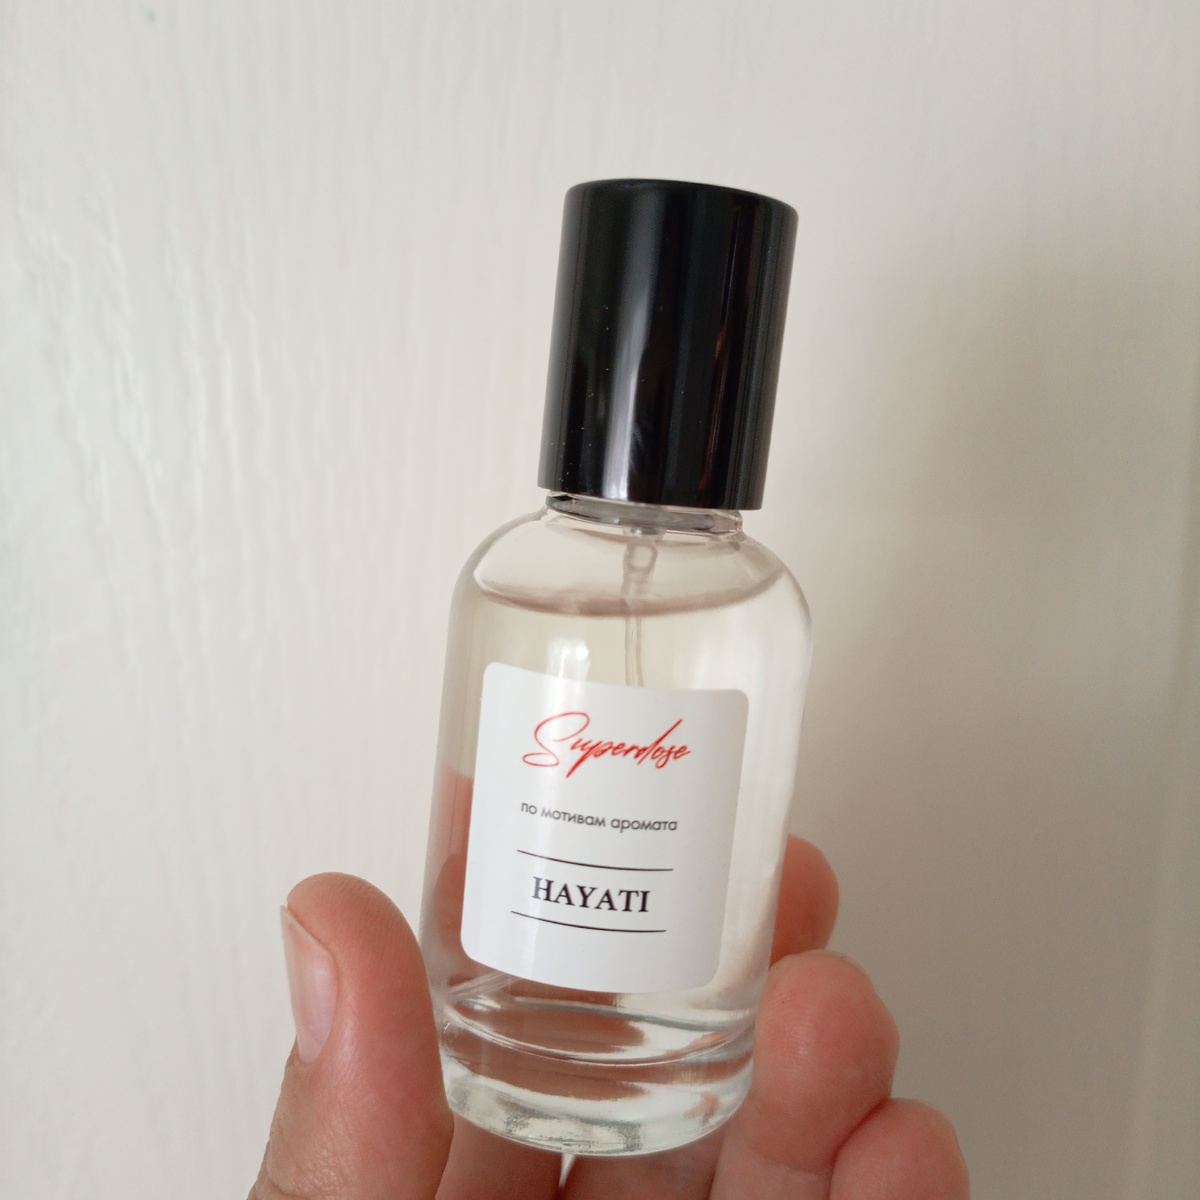 Superdose
по мотивам аромата
HAYATI